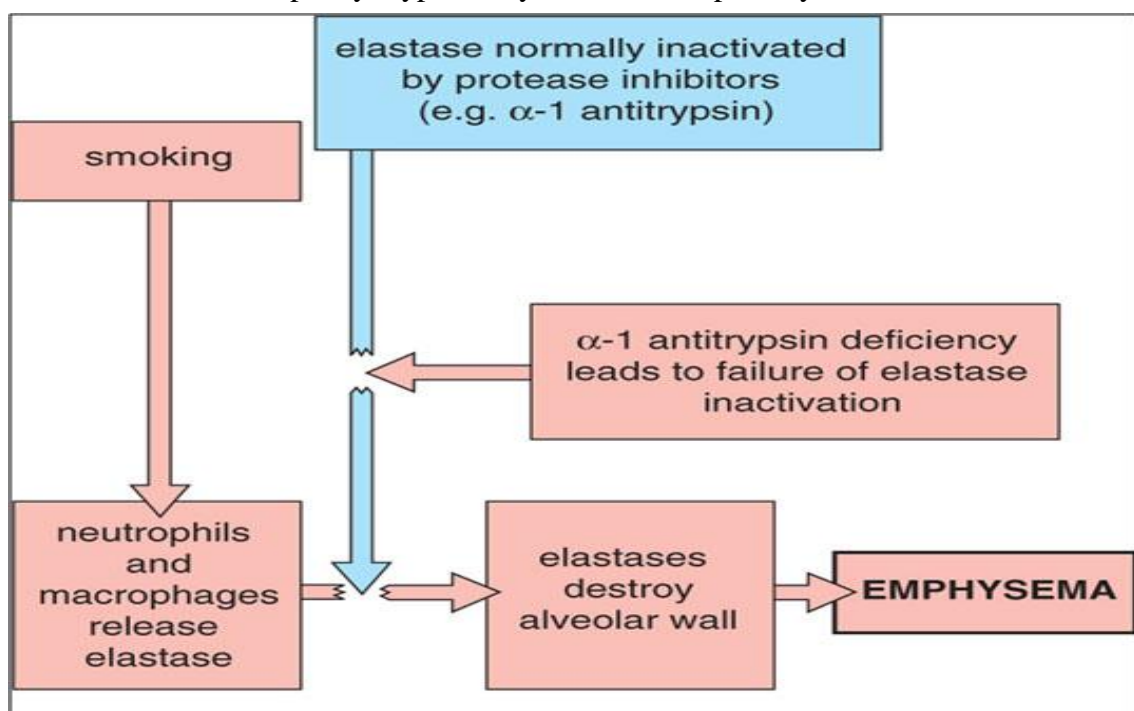 elastase normally inactivated
by protease inhibitors
(e.g. α-1 antitrypsin)
smoking
α-1 antitrypsin deficiency
leads to failure of elastase
inactivation
neutrophils
and
macrophages
release
elastase
elastases
destroy
alveolar wall
EMPHYSEMA